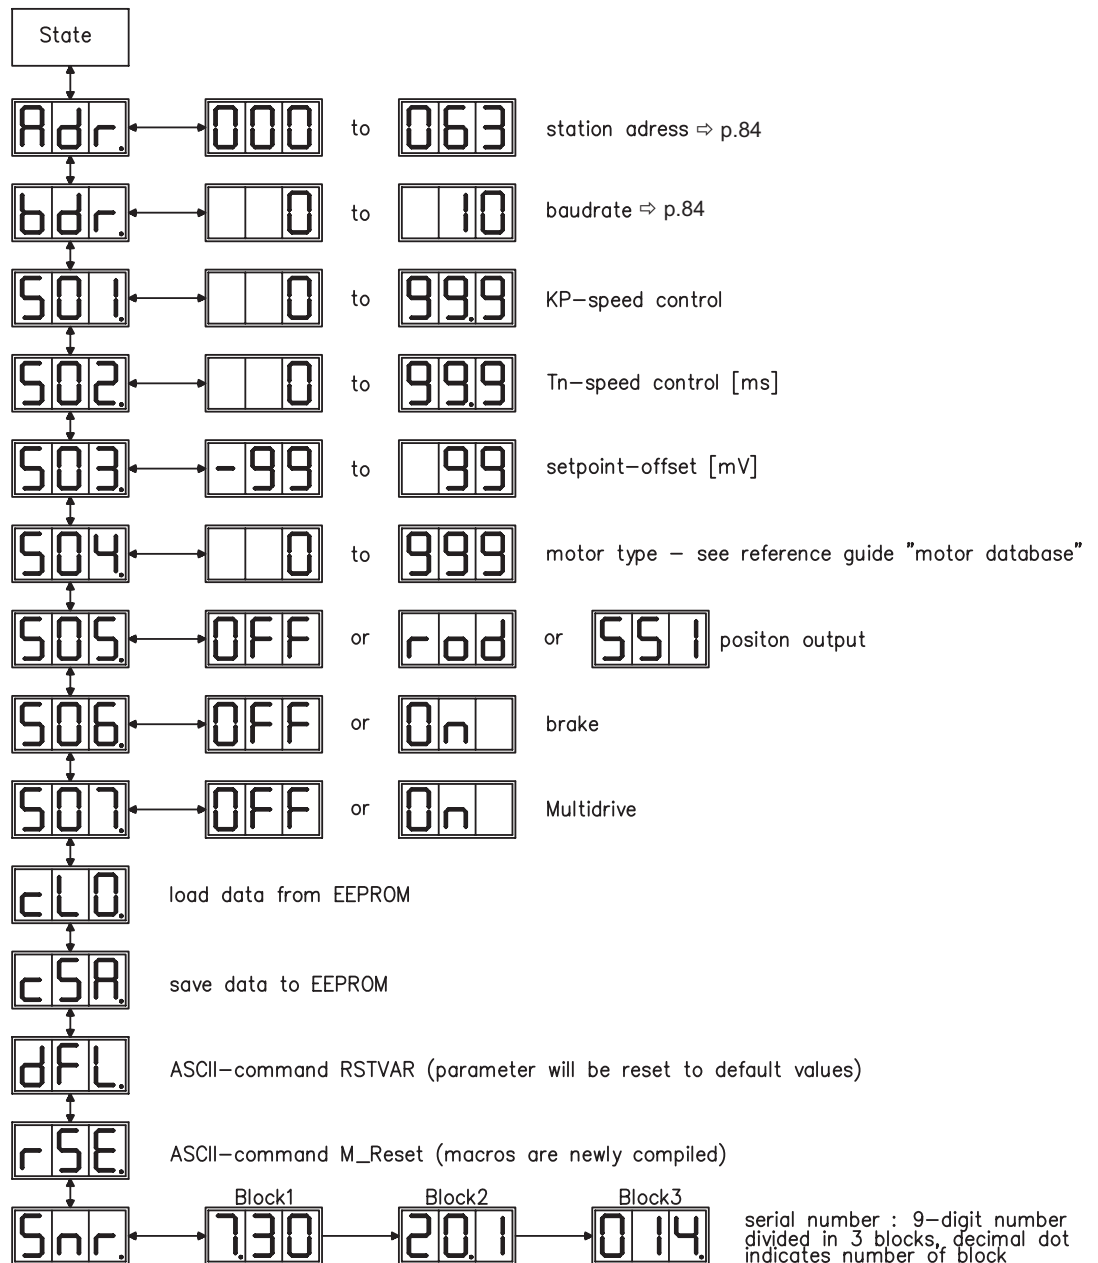 State
Adr. 000 to 063 station adress ⇨ p.84
bdr. 0 to 10 baudrate ⇨ p.84
S01. 0 to 99.9 KP-speed control
S02. 0 to 99.9 Tn-speed control [ms]
S03. -99 to 99 setpoint-offset [mV]
S04. 0 to 999 motor type - see reference guide "motor database"
S05. OFF or rod or SSI positon output
S06. OFF or On brake
S07. OFF or On Multidrive
cLO. load data from EEPROM
cSA. save data to EEPROM
dFL. ASCII-command RSTVAR (parameter will be reset to default values)
rSE. ASCII-command M_Reset (macros are newly compiled)
Block1 Block2 Block3
Snr. 7.30 20.1 014. serial number : 9-digit number
divided in 3 blocks, decimal dot
indicates number of block